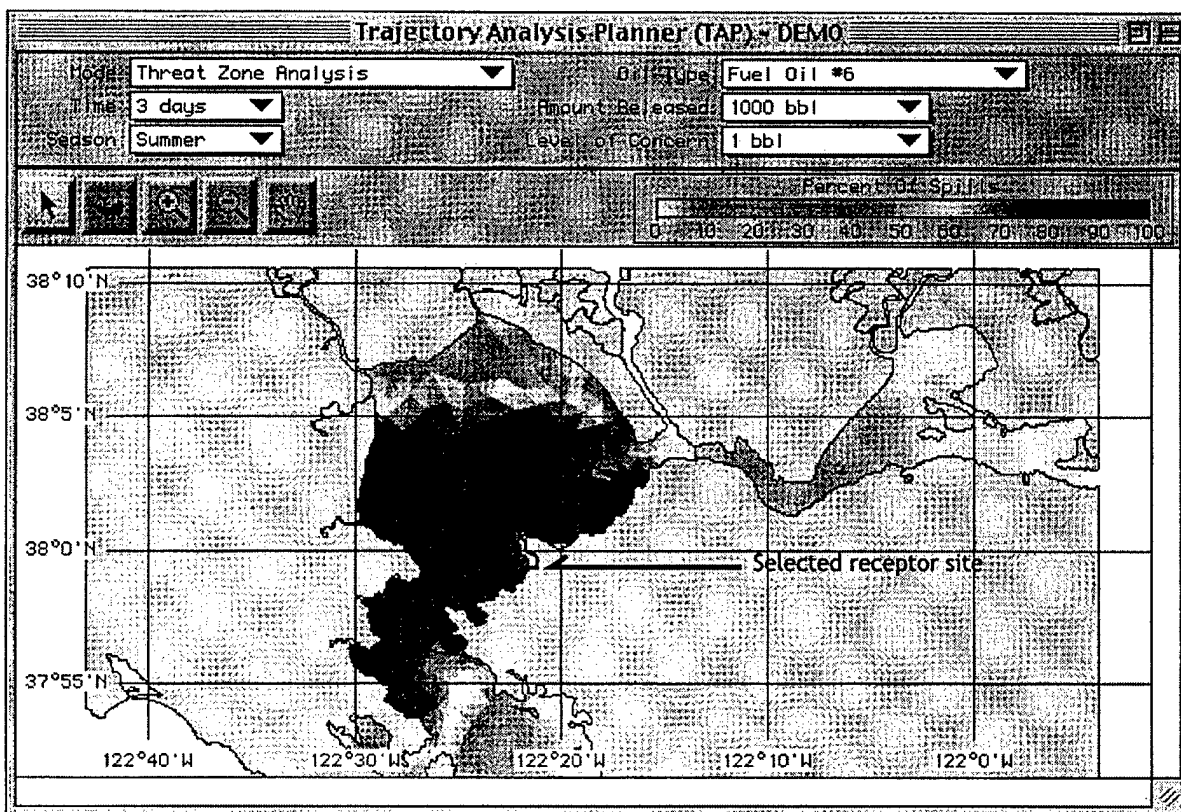 Trajectory Analysis Planner (TAP) - DEMO
Mode: Threat Zone Analysis
Oil Type: Fuel Oil #6
Time: 3 days
Amount Released: 1000 bbl
Season: Summer
Level of Concern: 1 bbl
Percent Of Spills
0 10 20 30 40 50 60 70 80 90 100
38°10'N
38°5'N
38°0'N
Selected receptor site
37°55'N
122°40'W 122°30'W 122°20'W 122°10'W 122°0'W